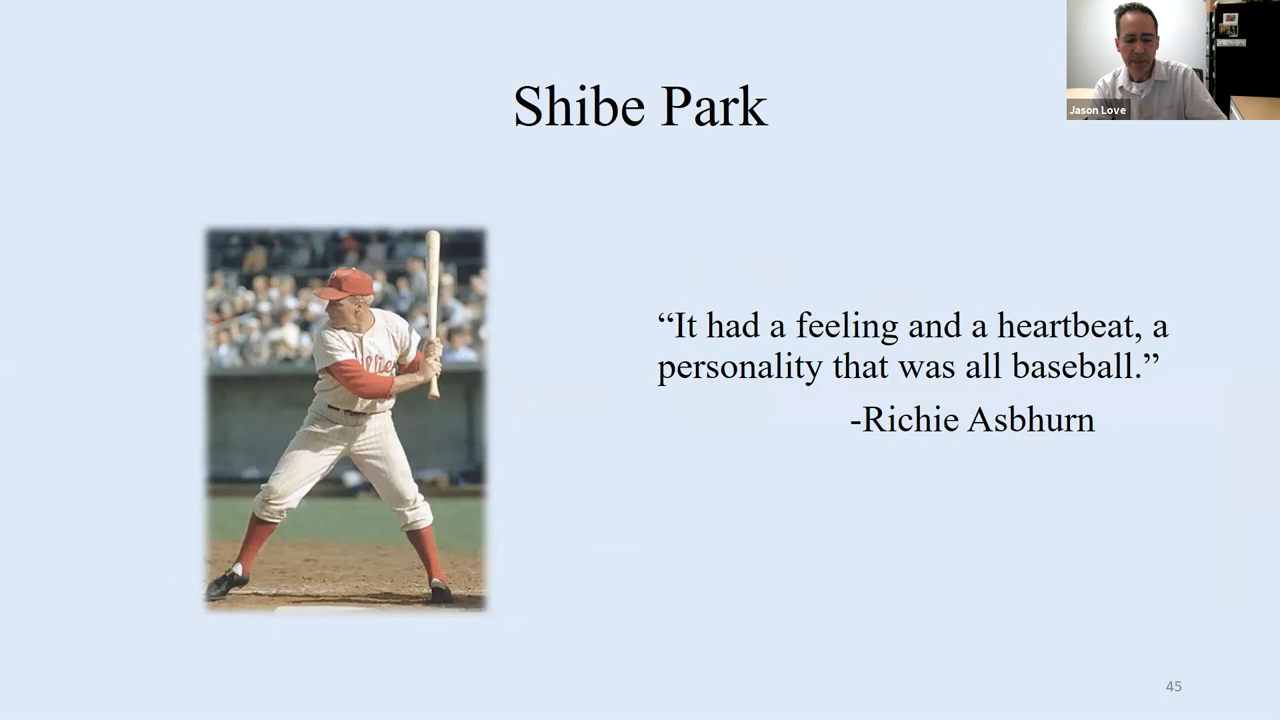 Jason Love
Shibe Park
“It had a feeling and a heartbeat, a
personality that was all baseball.”
-Richie Asbhurn
45